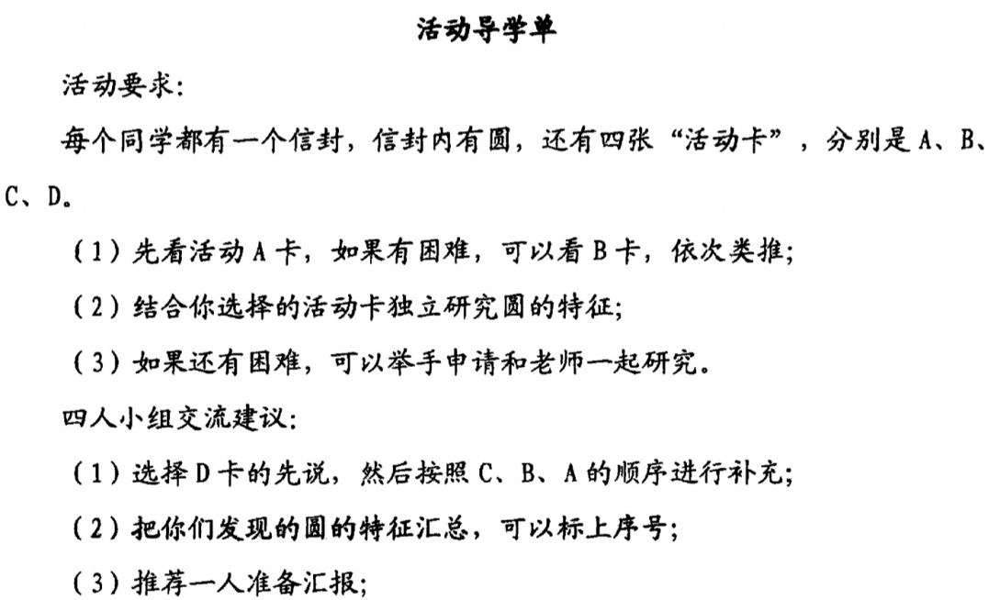 活动导学单
活动要求：
每个同学都有一个信封，信封内有圆，还有四张“活动卡”，分别是 A、B、
C、D。
（1）先看活动 A 卡，如果有困难，可以看 B 卡，依次类推；
（2）结合你选择的活动卡独立研究圆的特征；
（3）如果还有困难，可以举手申请和老师一起研究。
四人小组交流建议：
（1）选择 D 卡的先说，然后按照 C、B、A 的顺序进行补充；
（2）把你们发现的圆的特征汇总，可以标上序号；
（3）推荐一人准备汇报；